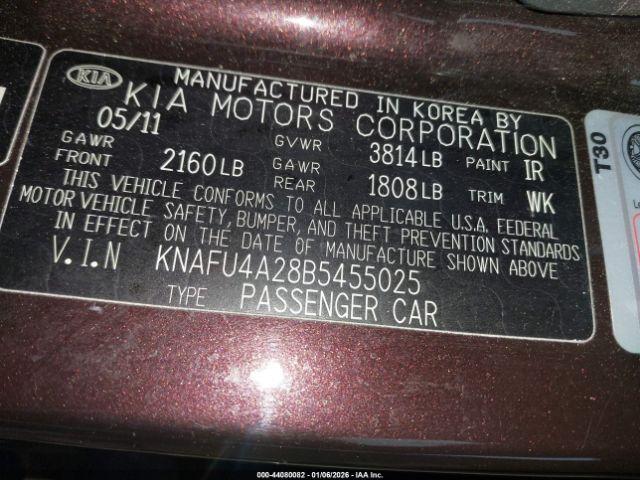 KIA
MANUFACTURED IN KOREA BY
KIA MOTORS CORPORATION
05/11
GAWR FRONT 2160LB
GVWR 3814LB
PAINT IR
GAWR REAR 1808LB
TRIM WK
THIS VEHICLE CONFORMS TO ALL APPLICABLE U.S.A. FEDERAL
MOTOR VEHICLE SAFETY, BUMPER, AND THEFT PREVENTION STANDARDS
IN EFFECT ON THE DATE OF MANUFACTURE SHOWN ABOVE
V.I.N KNAFU4A28B5455025
TYPE PASSENGER CAR
T30
000-44080082 - 01/06/2026 - IAA Inc.